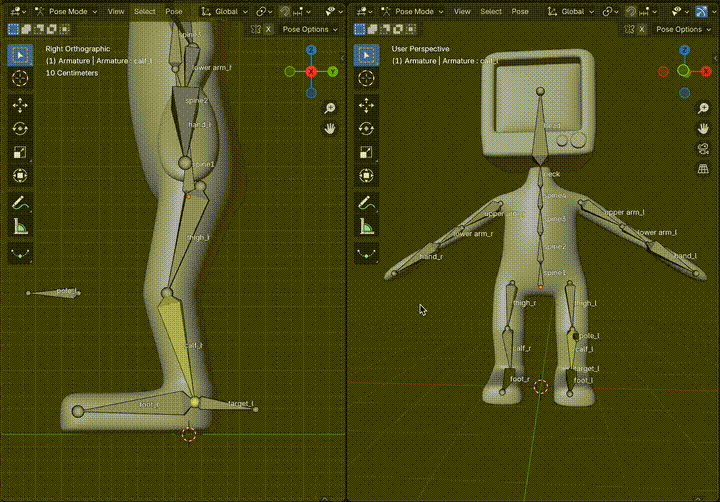 Pose Mode View Select Pose Global
X Pose Options
Right Orthographic
(1) Armature | Armature : calf_l
10 Centimeters
Z
X
Y
spine3
lower arm_r
spine2
hand_r
spine1
thigh_l
pole_l
calf_l
foot_l
target_l
Pose Mode View Select Pose Global
X Pose Options
User Perspective
(1) Armature | Armature : calf_l
Z
X
Y
neck
spine4
upper arm_l
spine3
lower arm_r
lower arm_l
spine2
hand_r
hand_l
spine1
thigh_r
thigh_l
pole_l
calf_r
calf_l
target_l
foot_r
foot_l